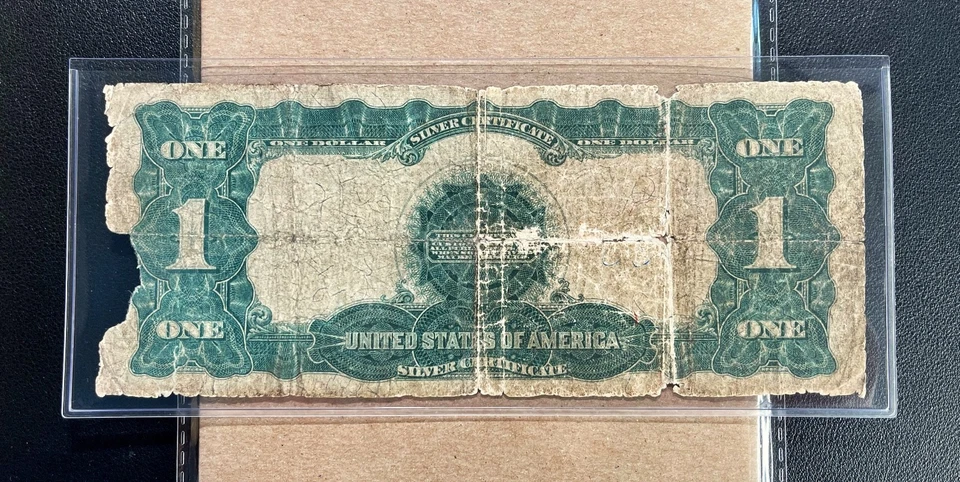 SILVER CERTIFICATE
ONE DOLLAR ONE DOLLAR
ONE ONE
1 1
ONE ONE
UNITED STATES OF AMERICA
SILVER CERTIFICATE